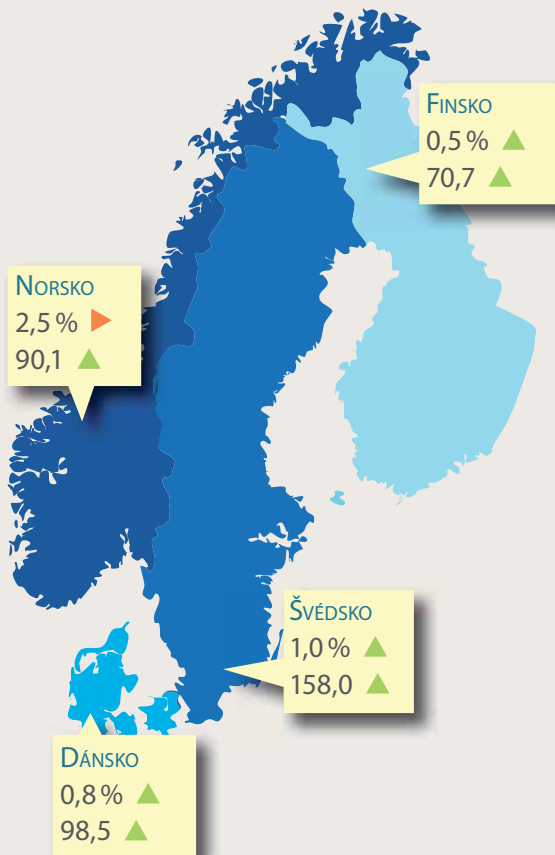 Finsko
0,5 %
70,7
Norsko
2,5 %
90,1
Švédsko
1,0 %
158,0
Dánsko
0,8 %
98,5